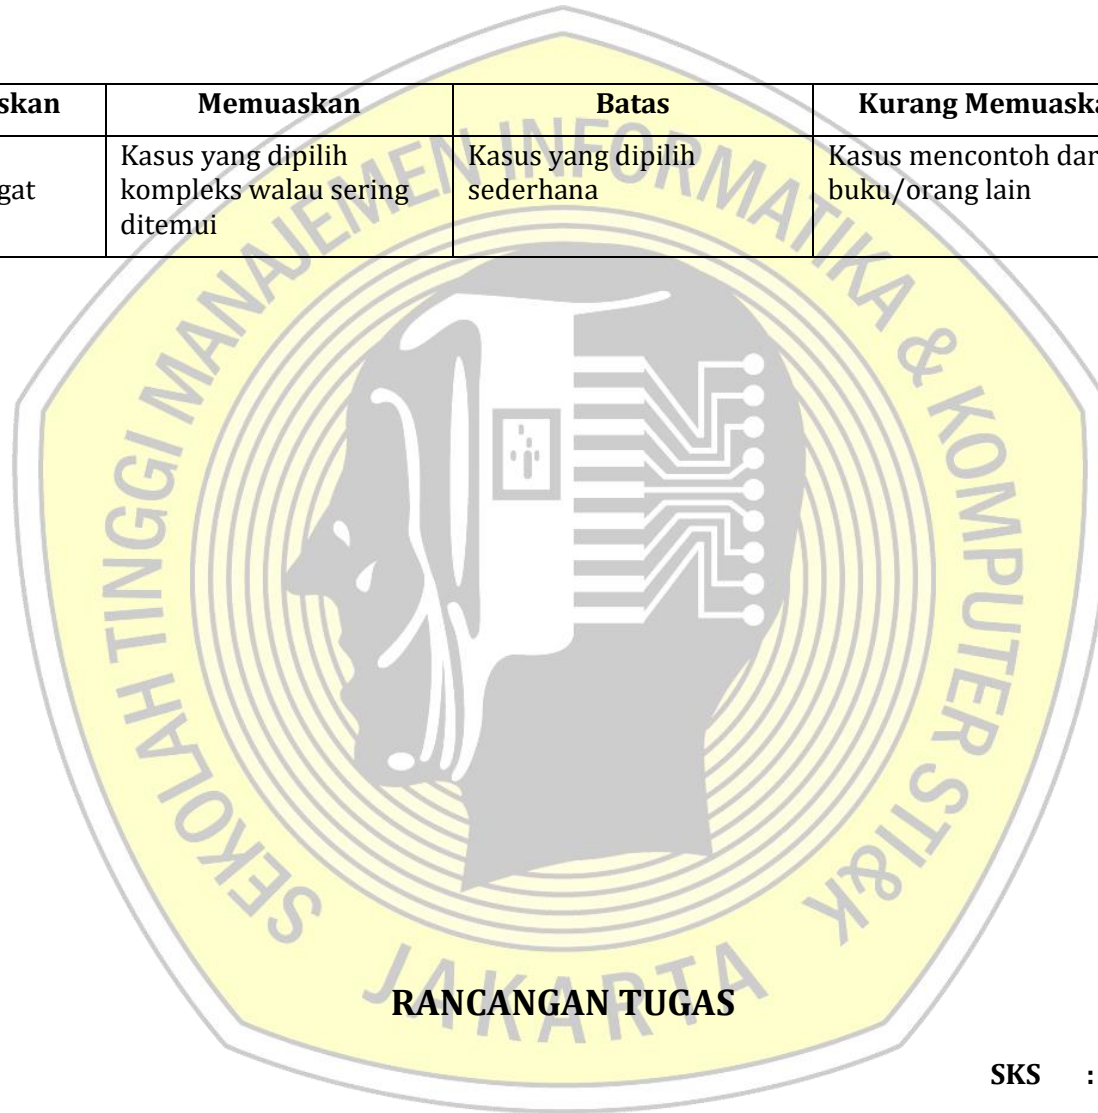 skan Memuaskan Batas Kurang Memuaska
gat
Kasus yang dipilih
kompleks walau sering
ditemui
Kasus yang dipilih
sederhana
Kasus mencontoh dar
buku/orang lain
SEKOLAH TINGGI MANAJEMEN INFORMATIKA & KOMPUTER STI&K
JAKARTA
RANCANGAN TUGAS
SKS :